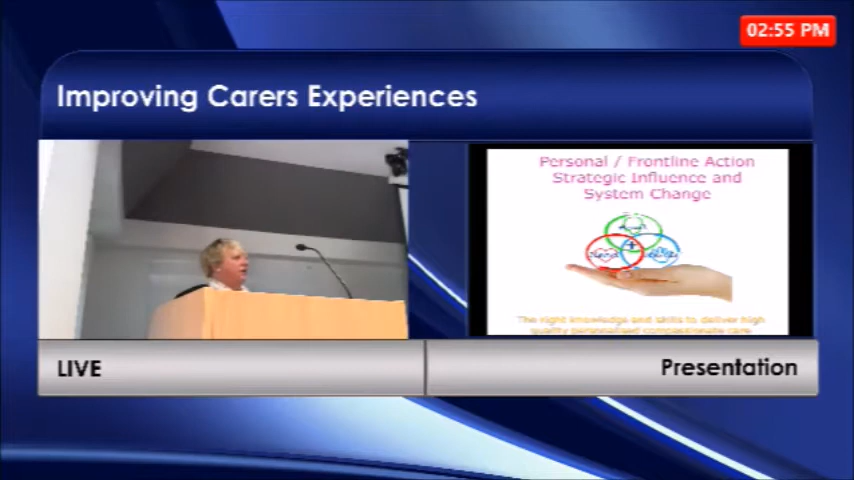 02:55 PM
Improving Carers Experiences
Personal / Frontline Action
Strategic Influence and
System Change
The right knowledge and skills to deliver high
quality personalised compassionate care
LIVE
Presentation